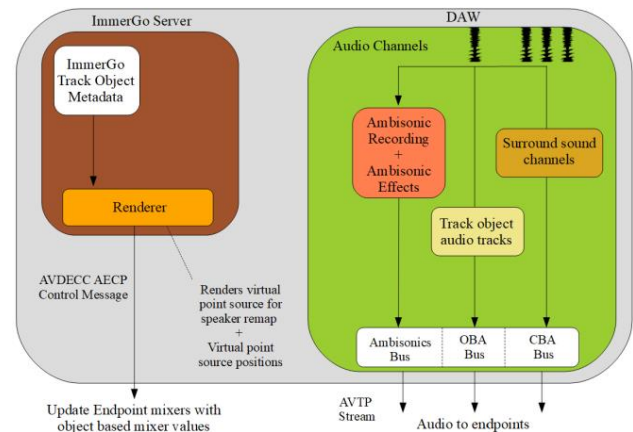 ImmerGo Server
ImmerGo
Track Object
Metadata
Renderer
AVDECC AECP
Control Message
Renders virtual
point source for
speaker remap
+
Virtual point
source positions
Update Endpoint mixers with
object based mixer values
DAW
Audio Channels
Ambisonic
Recording
+
Ambisonic
Effects
Surround sound
channels
Track object
audio tracks
Ambisonics
Bus
OBA
Bus
CBA
Bus
AVTP
Stream
Audio to endpoints